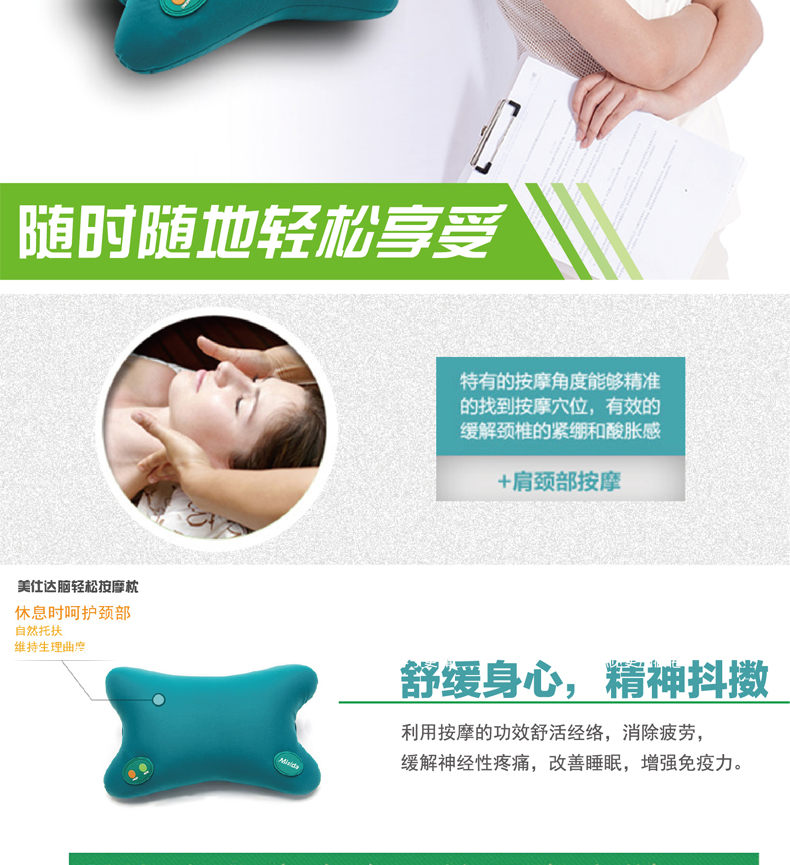 随时随地轻松享受
特有的按摩角度能够精准
的找到按摩穴位，有效的
缓解颈椎的紧绷和酸胀感
+肩颈部按摩
美仕达脑轻松按摩枕
休息时呵护颈部
自然托扶
维持生理曲度
舒缓身心，精神抖擞
利用按摩的功效舒活经络，消除疲劳，
缓解神经性疼痛，改善睡眠，增强免疫力。
Misida